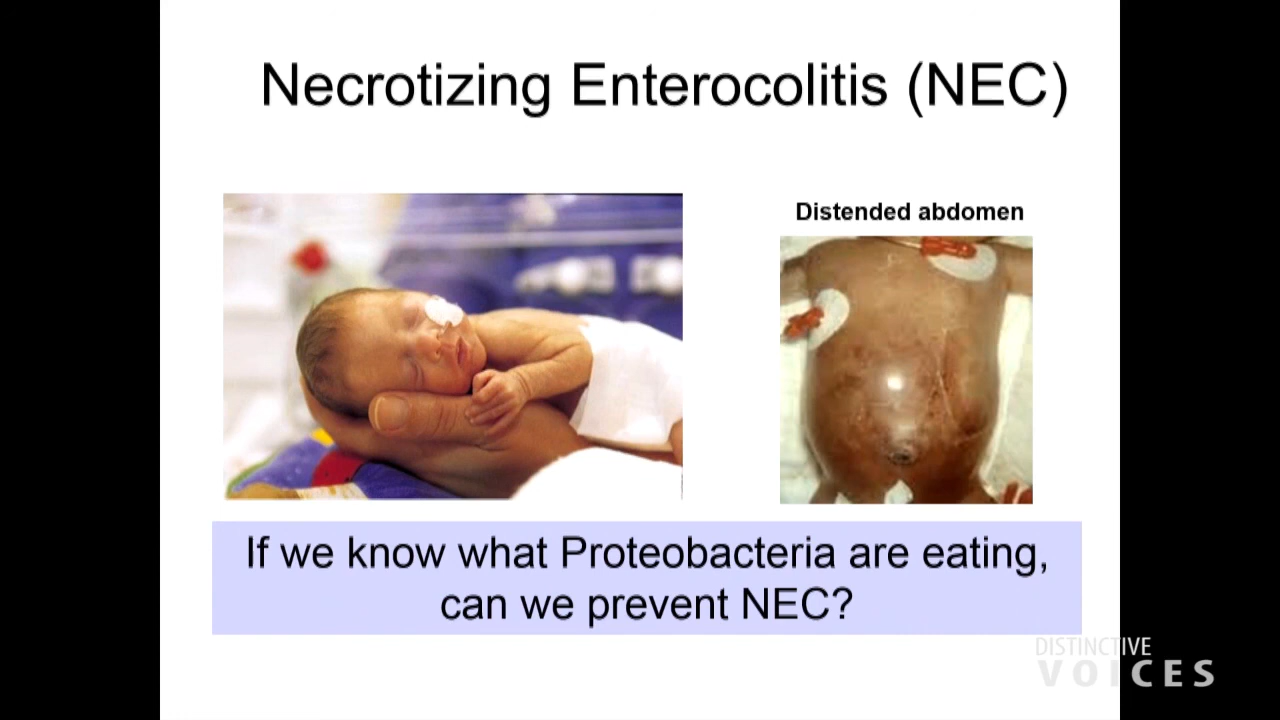 Necrotizing Enterocolitis (NEC)
Distended abdomen
If we know what Proteobacteria are eating,
can we prevent NEC?
DISTINCTIVE
VOICES